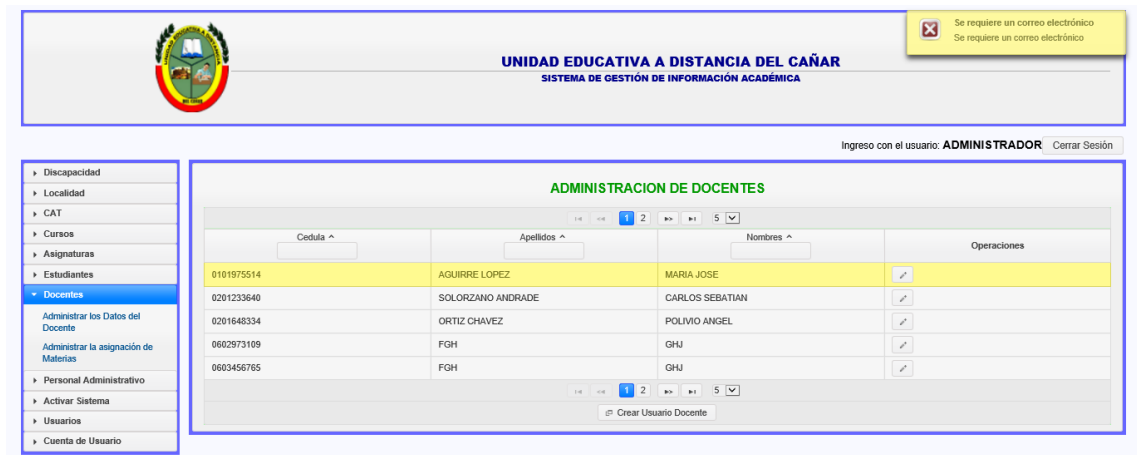 Se requiere un correo electrónico
Se requiere un correo electrónico
UNIDAD EDUCATIVA A DISTANCIA DEL CAÑAR
SISTEMA DE GESTIÓN DE INFORMACIÓN ACADÉMICA
DEL CAÑAR
Ingreso con el usuario: ADMINISTRADOR Cerrar Sesión
Discapacidad
Localidad
CAT
Cursos
Asignaturas
Estudiantes
Docentes
Administrar los Datos del
Docente
Administrar la asignación de
Materias
Personal Administrativo
Activar Sistema
Usuarios
Cuenta de Usuario
ADMINISTRACION DE DOCENTES
1 2 5
Cedula Apellidos Nombres Operaciones
0101975514 AGUIRRE LOPEZ MARIA JOSE
0201233640 SOLORZANO ANDRADE CARLOS SEBATIAN
0201648334 ORTIZ CHAVEZ POLIVIO ANGEL
0602973109 FGH GHJ
0603456765 FGH GHJ
1 2 5
Crear Usuario Docente